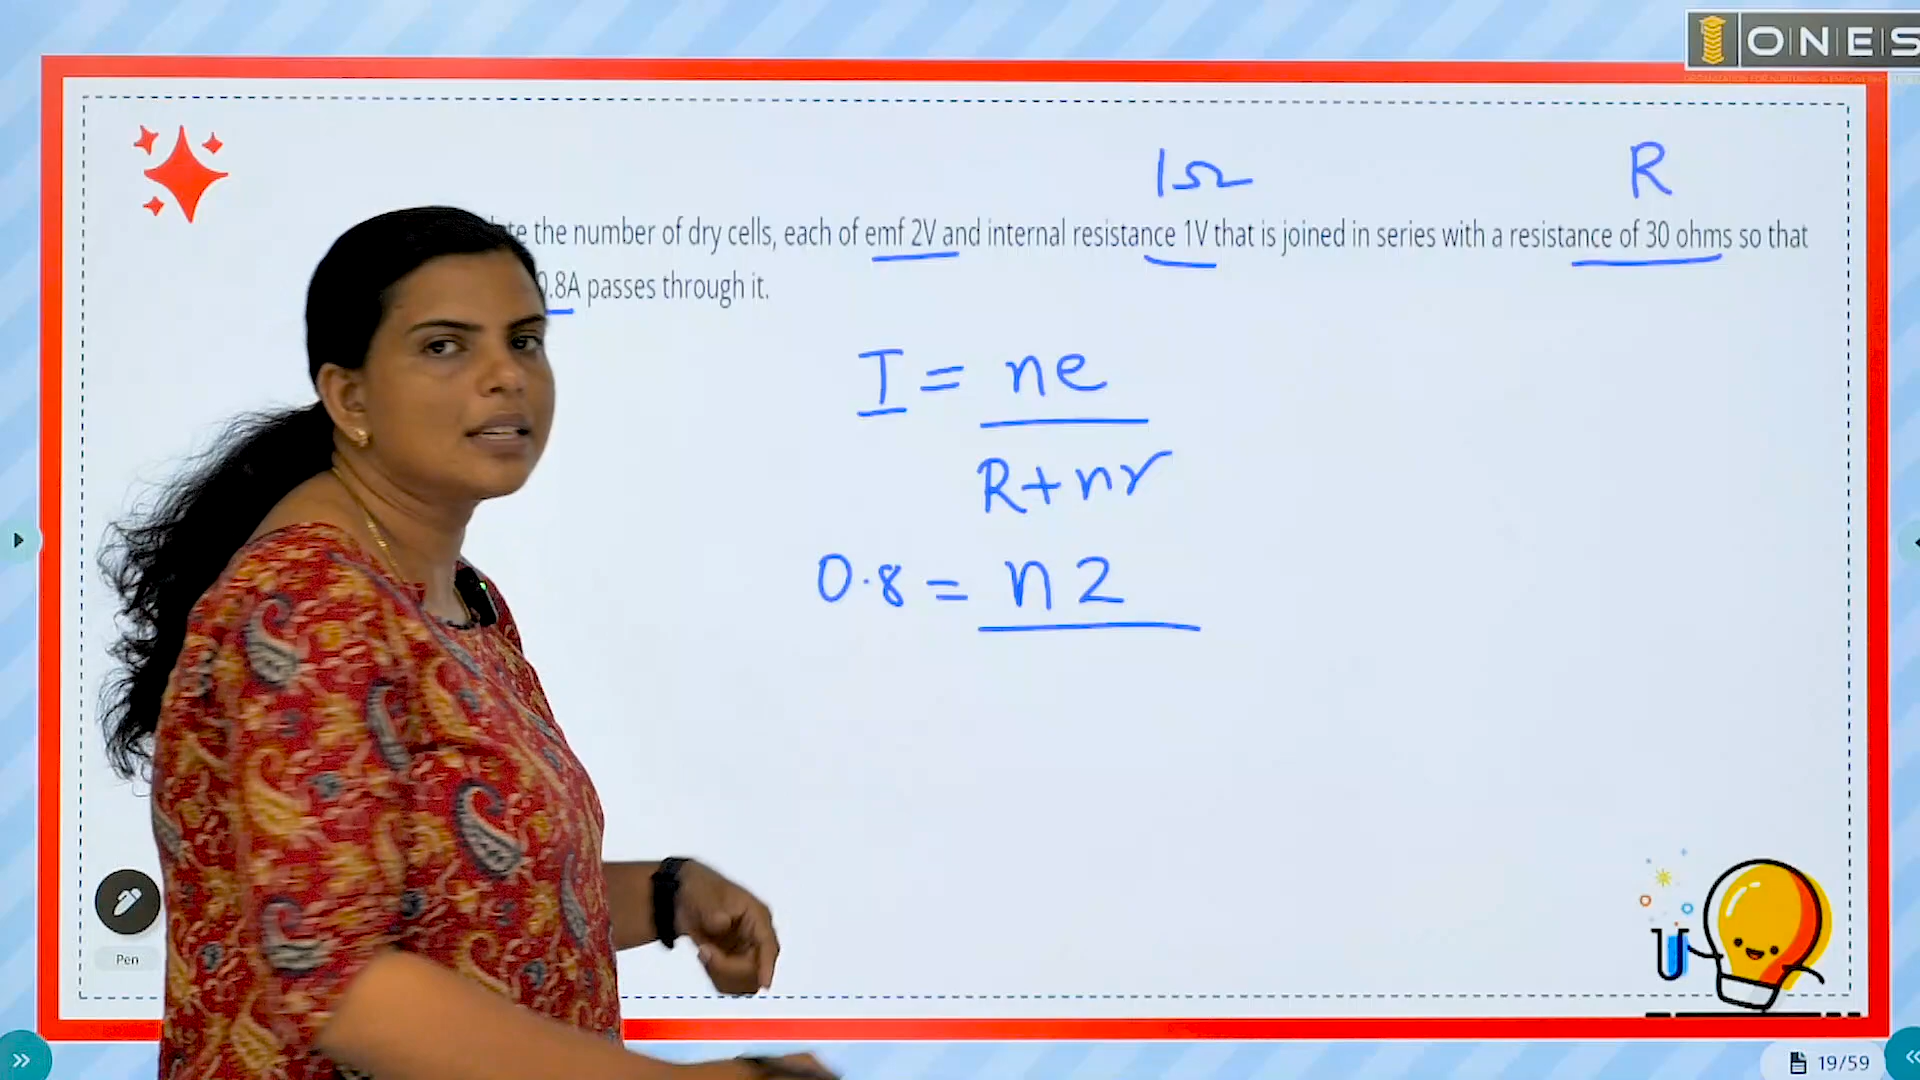 ONES
1Ω
R
the number of dry cells, each of emf 2V and internal resistance 1V that is joined in series with a resistance of 30 ohms so that
0.8A passes through it.
I = ne
R+nr
0.8 = n2
Pen
19/59